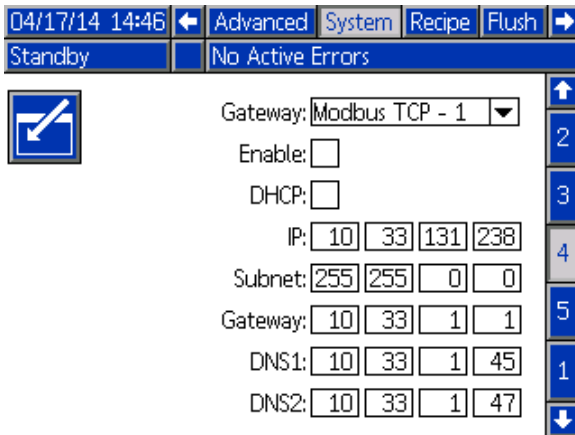 04/17/14 14:46 Advanced System Recipe Flush
Standby No Active Errors
Gateway: Modbus TCP - 1
Enable:
2
DHCP:
3
IP: 10 33 131 238
4
Subnet: 255 255 0 0
Gateway: 10 33 1 1
5
DNS1: 10 33 1 45
1
DNS2: 10 33 1 47